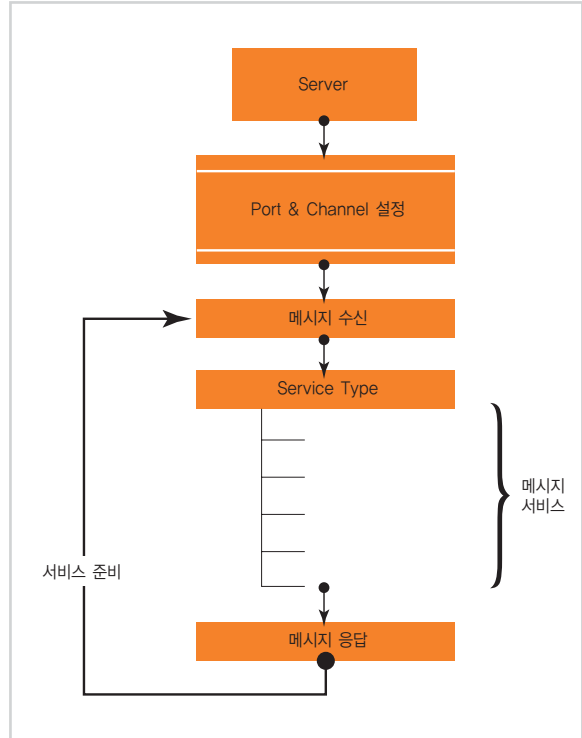 Server
Port & Channel 설정
메시지 수신
Service Type
메시지
서비스
서비스 준비
메시지 응답